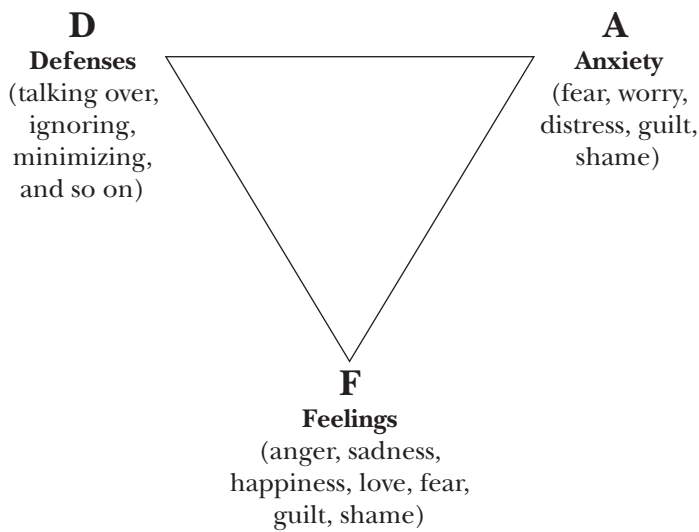 D
Defenses
(talking over,
ignoring,
minimizing,
and so on)
A
Anxiety
(fear, worry,
distress, guilt,
shame)
F
Feelings
(anger, sadness,
happiness, love, fear,
guilt, shame)